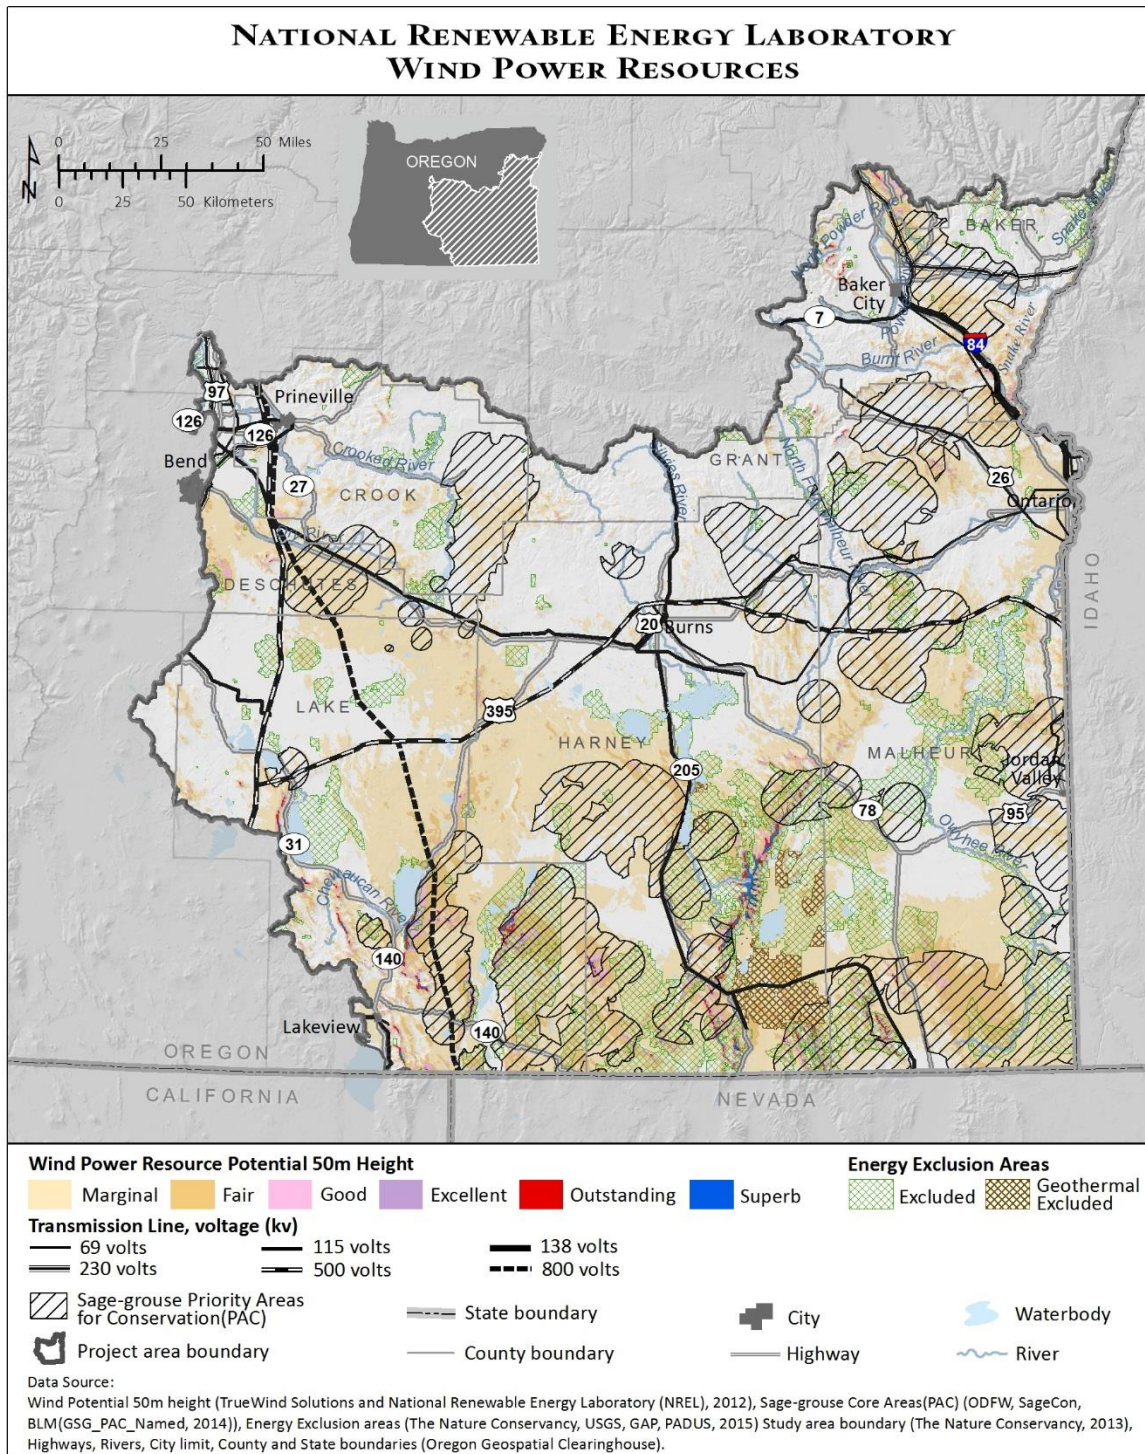 NATIONAL RENEWABLE ENERGY LABORATORY
WIND POWER RESOURCES
0 25 50 Miles
0 25 50 Kilometers
N
OREGON
BAKER
Snake River
North Powder River
Baker City
Powder
7
Burnt River
84
Snake River
97
Prineville
126
126
Bend
Crooked River
27
CROOK
Silvies River
GRANT
North Fork Malheur River
26
Ontario
Dry River
DESCHUTES
IDAHO
20
Burns
LAKE
395
HARNEY
205
MALHEUR
Jordan Valley
78
95
Owyhee River
31
Chewaucan River
140
Lakeview
140
OREGON
CALIFORNIA
NEVADA
Wind Power Resource Potential 50m Height
Marginal
Fair
Good
Excellent
Outstanding
Superb
Energy Exclusion Areas
Excluded
Geothermal Excluded
Transmission Line, voltage (kv)
69 volts
115 volts
138 volts
230 volts
500 volts
800 volts
Sage-grouse Priority Areas
for Conservation(PAC)
State boundary
City
Waterbody
Project area boundary
County boundary
Highway
River
Data Source:
Wind Potential 50m height (TrueWind Solutions and National Renewable Energy Laboratory (NREL), 2012), Sage-grouse Core Areas(PAC) (ODFW, SageCon,
BLM(GSG_PAC_Named, 2014)), Energy Exclusion areas (The Nature Conservancy, USGS, GAP, PADUS, 2015) Study area boundary (The Nature Conservancy, 2013),
Highways, Rivers, City limit, County and State boundaries (Oregon Geospatial Clearinghouse).